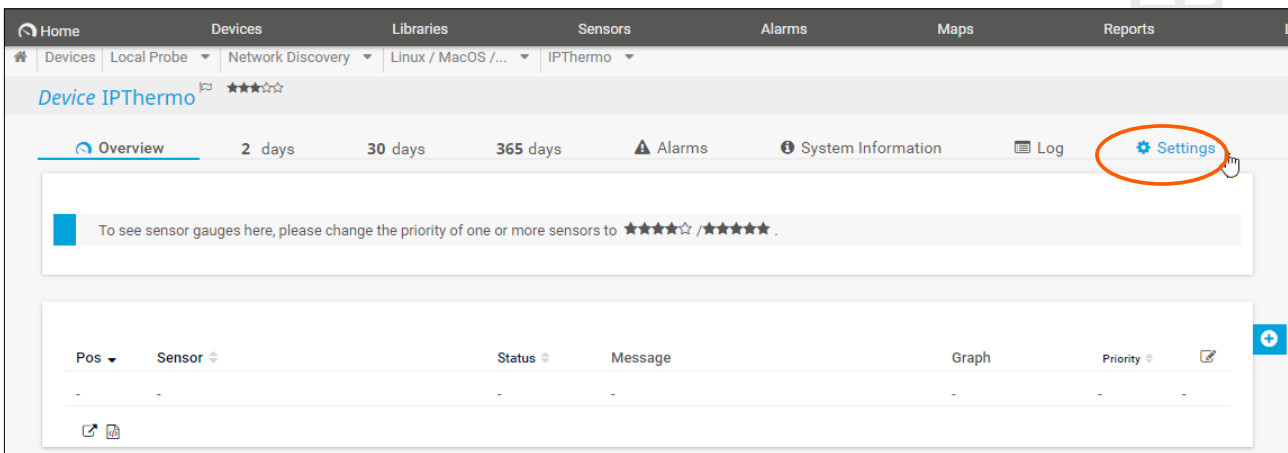 Home Devices Libraries Sensors Alarms Maps Reports
Devices Local Probe Network Discovery Linux / MacOS /... IPThermo
Device IPThermo
Overview 2 days 30 days 365 days Alarms System Information Log Settings
To see sensor gauges here, please change the priority of one or more sensors to ★★★★☆ /★★★★★ .
Pos Sensor Status Message Graph Priority
- - - - - - -